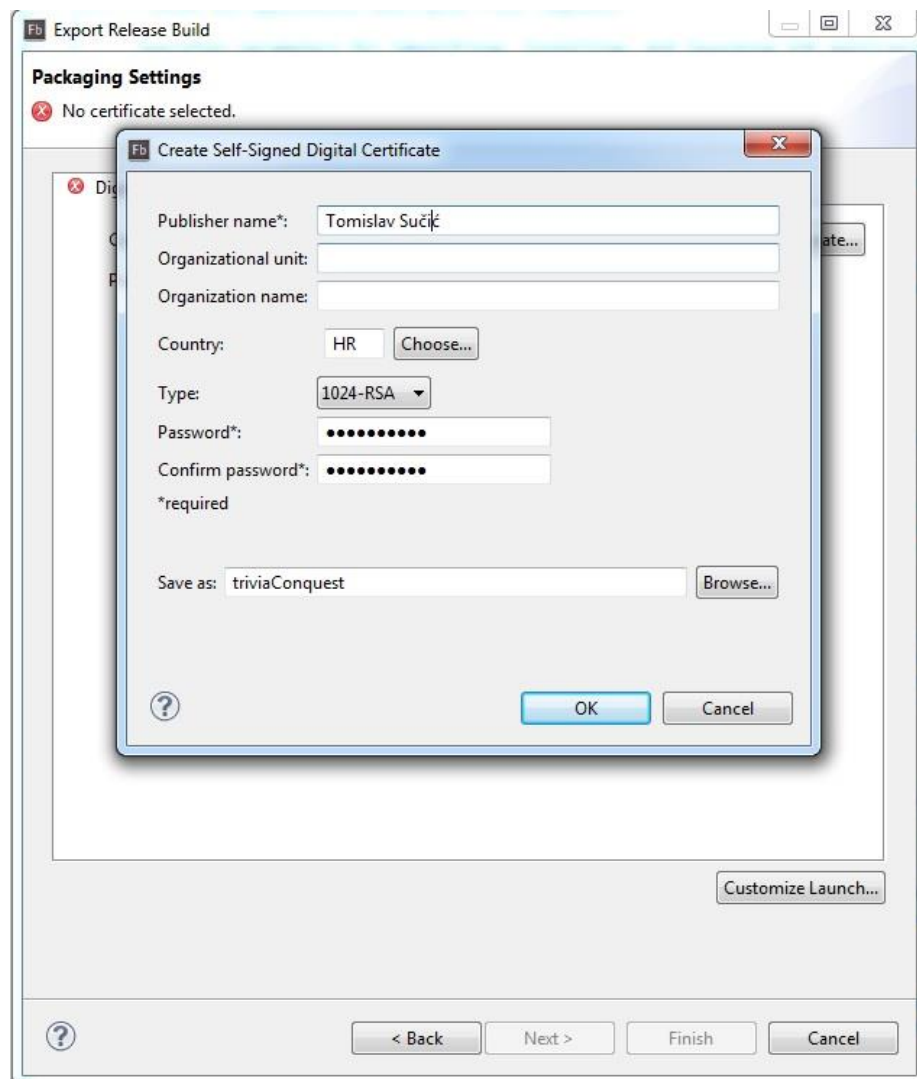 Fb Export Release Build
Packaging Settings
No certificate selected.
Fb Create Self-Signed Digital Certificate
Publisher name*: Tomislav Sučić
Organizational unit:
Organization name:
Country: HR Choose...
Type: 1024-RSA
Password*: ●●●●●●●●●●
Confirm password*: ●●●●●●●●●●
*required
Save as: triviaConquest Browse...
? OK Cancel
Customize Launch...
? < Back Next > Finish Cancel